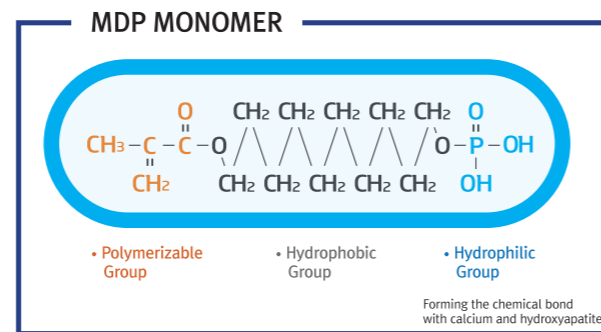 MDP MONOMER
O CH2 CH2 CH2 CH2 CH2 O
CH3-C-C-O O-P-OH
CH2 CH2 CH2 CH2 CH2 CH2 OH
• Polymerizable Group
• Hydrophobic Group
• Hydrophilic Group
Forming the chemical bond
with calcium and hydroxyapatite